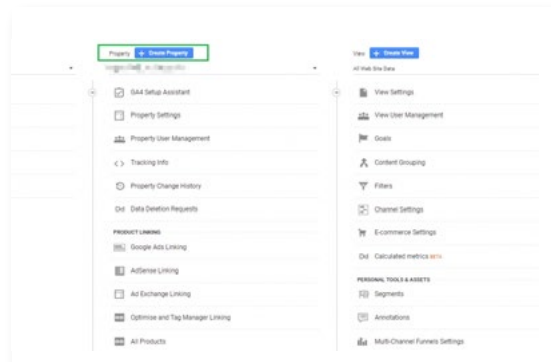 Property + Create Property
GA4 Setup Assistant
Property Settings
Property User Management
Tracking Info
Property Change History
Dd Data Deletion Requests
PRODUCT LINKING
Google Ads Linking
AdSense Linking
Ad Exchange Linking
Optimise and Tag Manager Linking
All Products
View + Create View
All Web Site Data
View Settings
View User Management
Goals
Content Grouping
Filters
Channel Settings
E-commerce Settings
Dd Calculated metrics BETA
PERSONAL TOOLS & ASSETS
Segments
Annotations
Multi-Channel Funnels Settings